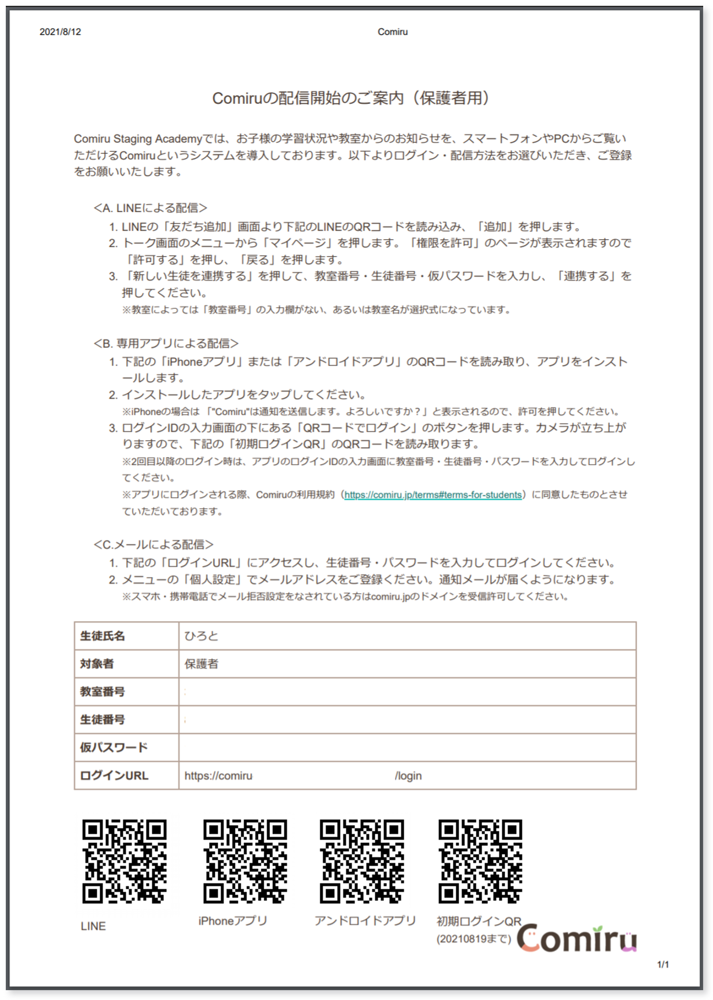 2021/8/12
Comiru
Comiruの配信開始のご案内（保護者用）
Comiru Staging Academyでは、お子様の学習状況や教室からのお知らせを、スマートフォンやPCからご覧い
ただけるComiruというシステムを導入しております。以下よりログイン・配信方法をお選びいただき、ご登録
をお願いいたします。
＜A. LINEによる配信＞
1. LINEの「友だち追加」画面より下記のLINEのQRコードを読み込み、「追加」を押します。
2. トーク画面のメニューから「マイページ」を押します。「権限を許可」のページが表示されますので
「許可する」を押し、「戻る」を押します。
3. 「新しい生徒を連携する」を押して、教室番号・生徒番号・仮パスワードを入力し、「連携する」を
押してください。
※教室によっては「教室番号」の入力欄がない、あるいは教室名が選択式になっています。
＜B. 専用アプリによる配信＞
1. 下記の「iPhoneアプリ」または「アンドロイドアプリ」のQRコードを読み取り、アプリをインスト
ールします。
2. インストールしたアプリをタップしてください。
※iPhoneの場合は 「"Comiru"は通知を送信します。よろしいですか？」と表示されるので、許可を押してください。
3. ログインIDの入力画面の下にある「QRコードでログイン」のボタンを押します。カメラが立ち上が
りますので、下記の「初期ログインQR」のQRコードを読み取ります。
※2回目以降のログイン時は、アプリのログインIDの入力画面に教室番号・生徒番号・パスワードを入力してログインし
てください。
※アプリにログインされる際、Comiruの利用規約（https://comiru.jp/terms#terms-for-students）に同意したものとさせ
ていただいております。
＜C.メールによる配信＞
1. 下記の「ログインURL」にアクセスし、生徒番号・パスワードを入力してログインしてください。
2. メニューの「個人設定」でメールアドレスをご登録ください。通知メールが届くようになります。
※スマホ・携帯電話でメール拒否設定をなされている方はcomiru.jpのドメインを受信許可してください。
生徒氏名 ひろと
対象者 保護者
教室番号
生徒番号
仮パスワード
ログインURL https://comiru /login
LINE
iPhoneアプリ
アンドロイドアプリ
初期ログインQR
(20210819まで)
Comiru
1/1